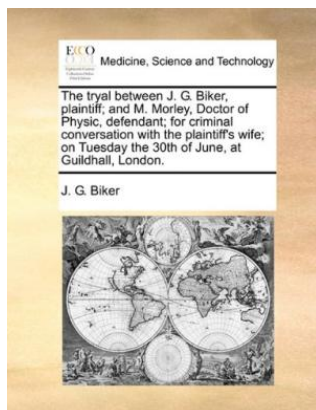 ECCO
Medicine, Science and Technology
The tryal between J. G. Biker,
plaintiff; and M. Morley, Doctor of
Physic, defendant; for criminal
conversation with the plaintiff's wife;
on Tuesday the 30th of June, at
Guildhall, London.
J. G. Biker